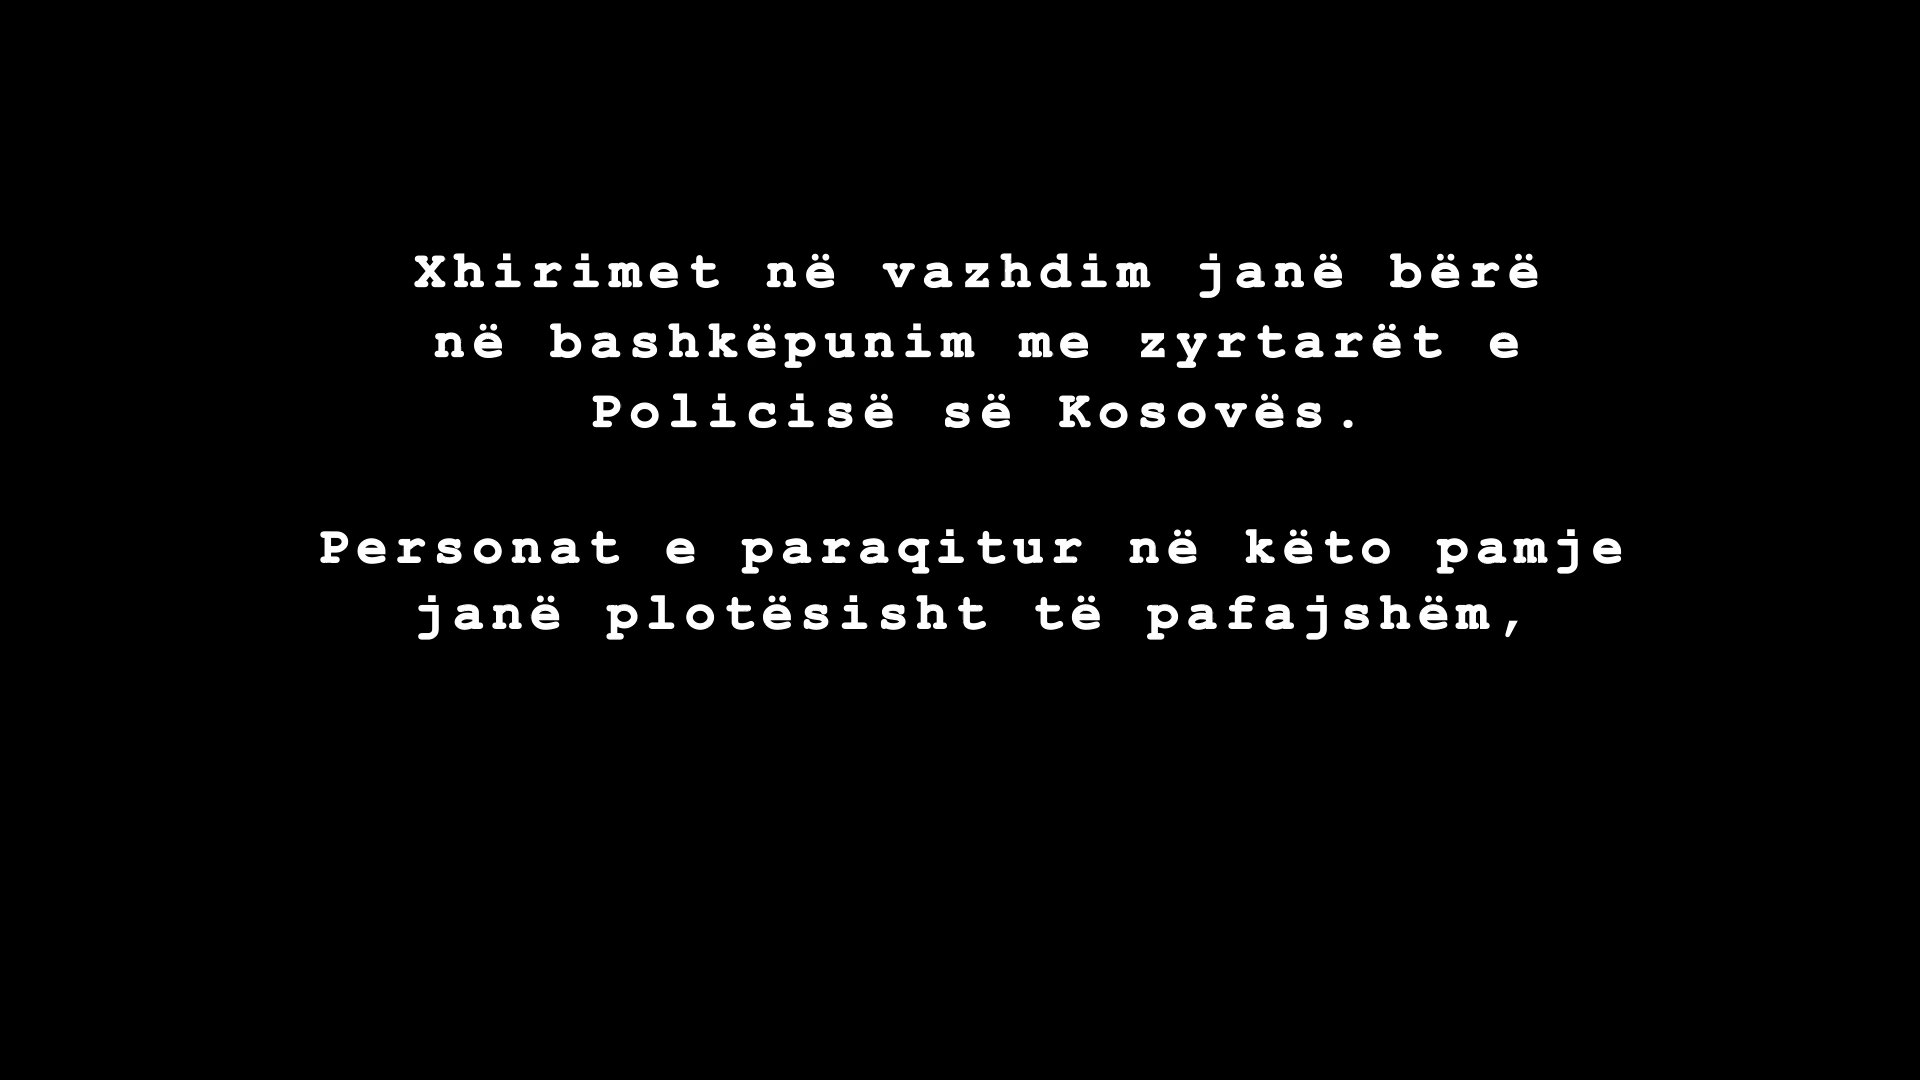 Xhirimet në vazhdim janë bërë
në bashkëpunim me zyrtarët e
Policisë së Kosovës.
Personat e paraqitur në këto pamje
janë plotësisht të pafajshëm,